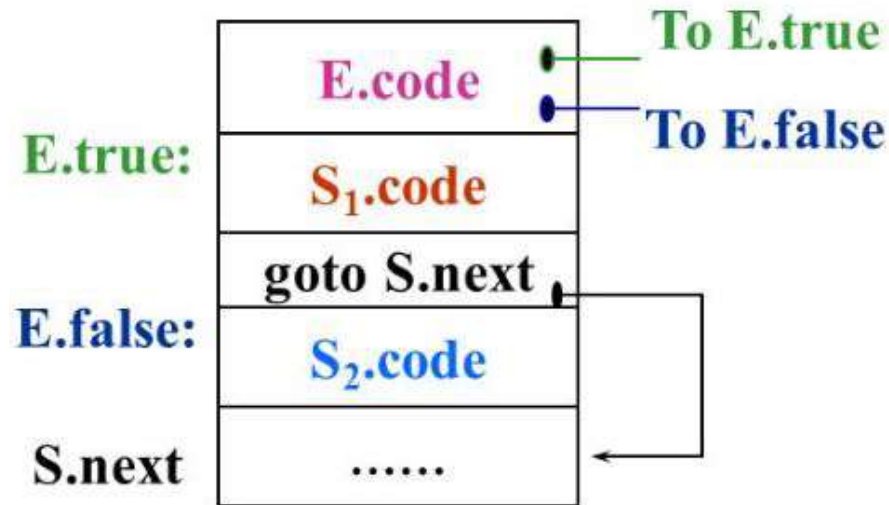 To E.true
E.code
To E.false
E.true:
S₁.code
goto S.next
E.false:
S₂.code
S.next
......